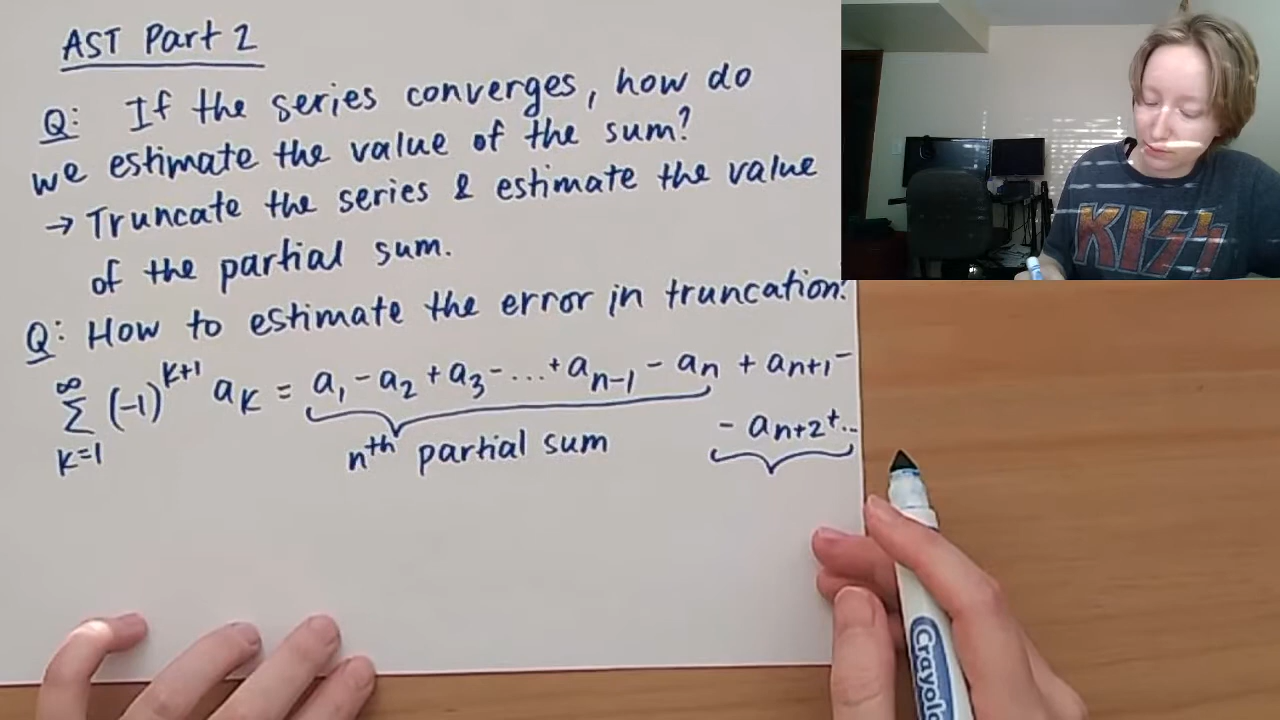 AST Part 2
Q: If the series converges, how do
we estimate the value of the sum?
→ Truncate the series & estimate the value
of the partial sum.
Q: How to estimate the error in truncation?
∞
Σ (-1)^{k+1} a_k = a_1 - a_2 + a_3 - ... + a_{n-1} - a_n + a_{n+1} -
k=1
- a_{n+2} + ...
nth partial sum
KISS
Crayola